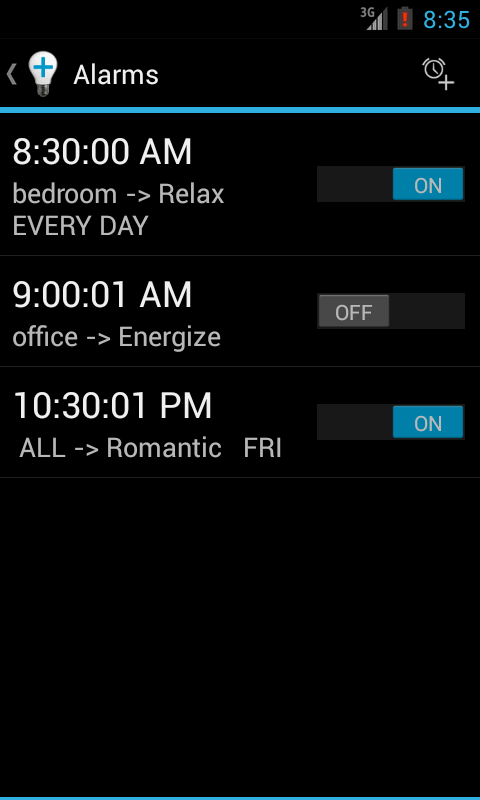 3G 8:35
Alarms
8:30:00 AM
bedroom -> Relax
EVERY DAY
ON
9:00:01 AM
office -> Energize
OFF
10:30:01 PM
ALL -> Romantic FRI
ON